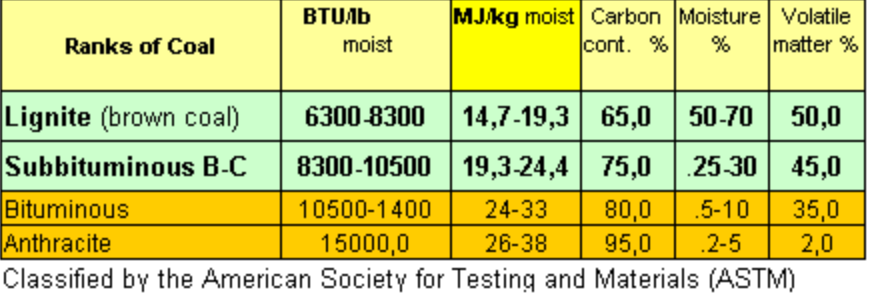 Ranks of Coal BTU/lb moist MJ/kg moist Carbon cont. % Moisture % Volatile matter %
Lignite (brown coal) 6300-8300 14,7-19,3 65,0 50-70 50,0
Subbituminous B-C 8300-10500 19,3-24,4 75,0 .25-30 45,0
Bituminous 10500-1400 24-33 80,0 .5-10 35,0
Anthracite 15000,0 26-38 95,0 .2-5 2,0
Classified by the American Society for Testing and Materials (ASTM)